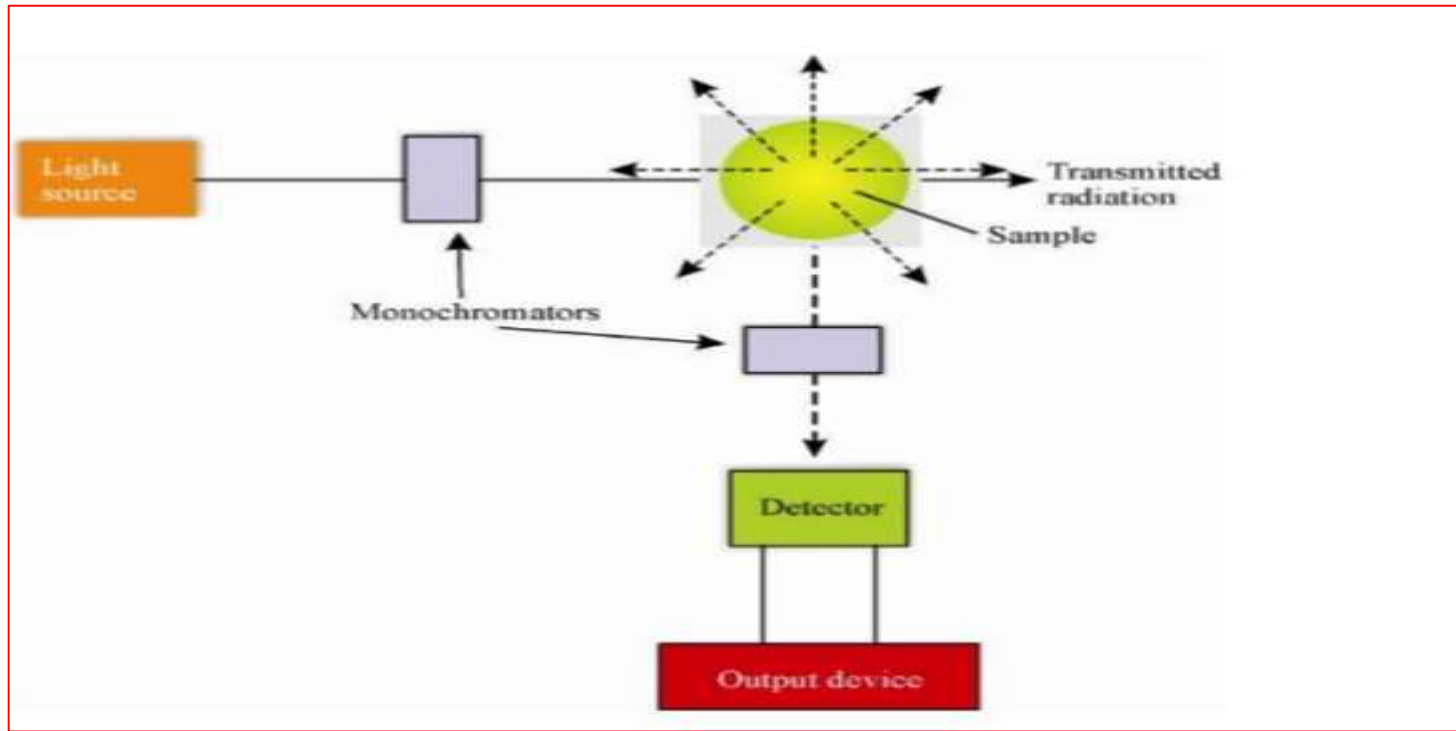 Light
source
Transmitted
radiation
Sample
Monochromators
Detector
Output device